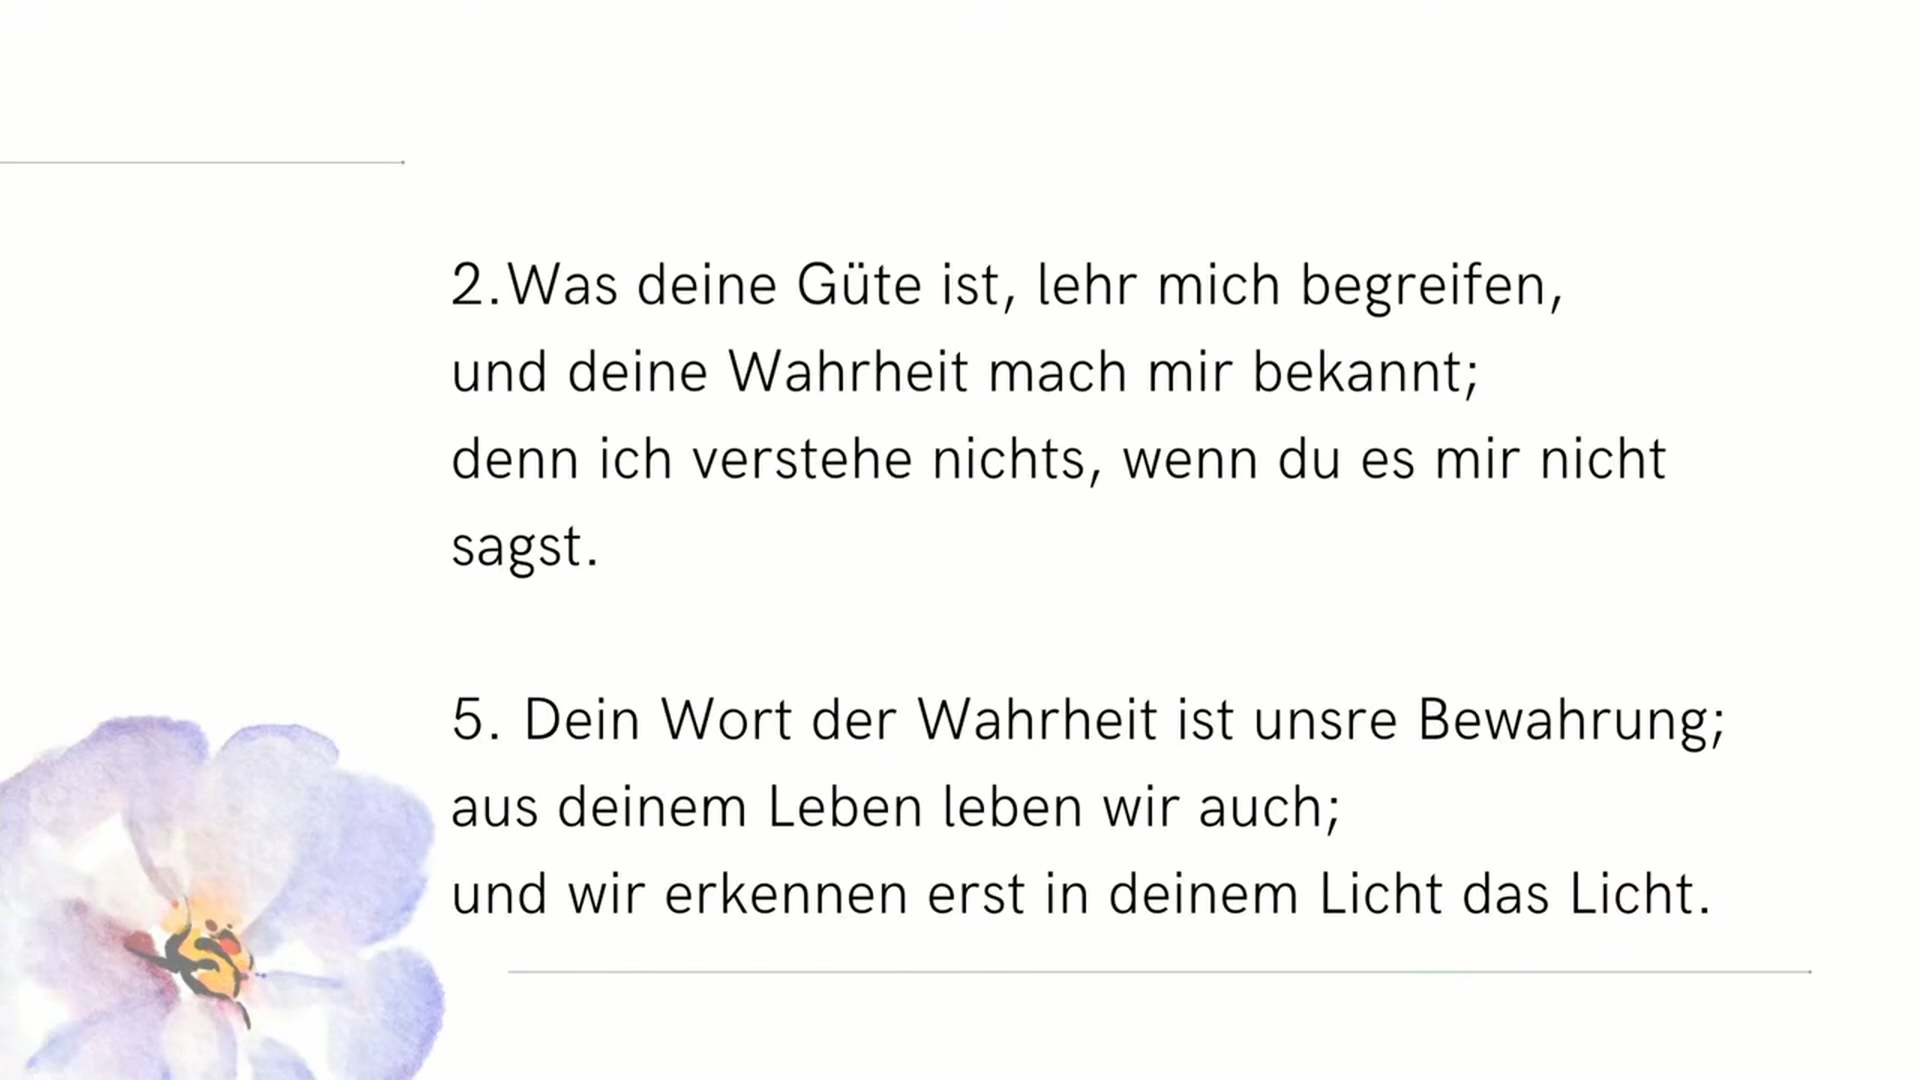 2.Was deine Güte ist, lehr mich begreifen,
und deine Wahrheit mach mir bekannt;
denn ich verstehe nichts, wenn du es mir nicht
sagst.
5. Dein Wort der Wahrheit ist unsre Bewahrung;
aus deinem Leben leben wir auch;
und wir erkennen erst in deinem Licht das Licht.